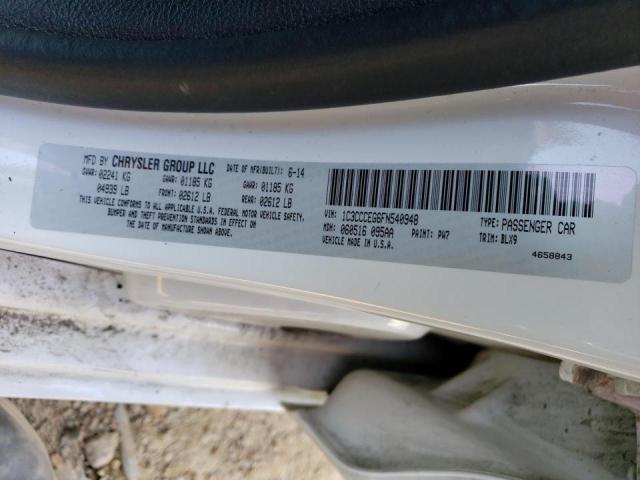 MFD BY CHRYSLER GROUP LLC DATE OF MFR(BUILT): 6-14
GVWR: 02241 KG GAWR: 01185 KG GAWR: 01185 KG
04939 LB FRONT: 02612 LB REAR: 02612 LB
THIS VEHICLE CONFORMS TO ALL APPLICABLE U.S.A. FEDERAL MOTOR VEHICLE SAFETY,
BUMPER AND THEFT PREVENTION STANDARDS IN EFFECT ON THE DATE OF
MANUFACTURE SHOWN ABOVE.
VIN: 1C3CCCEG6FN540948 TYPE: PASSENGER CAR
MDH: 060516 095AA PAINT: PW7 TRIM: BLX9
VEHICLE MADE IN U.S.A. 4658843